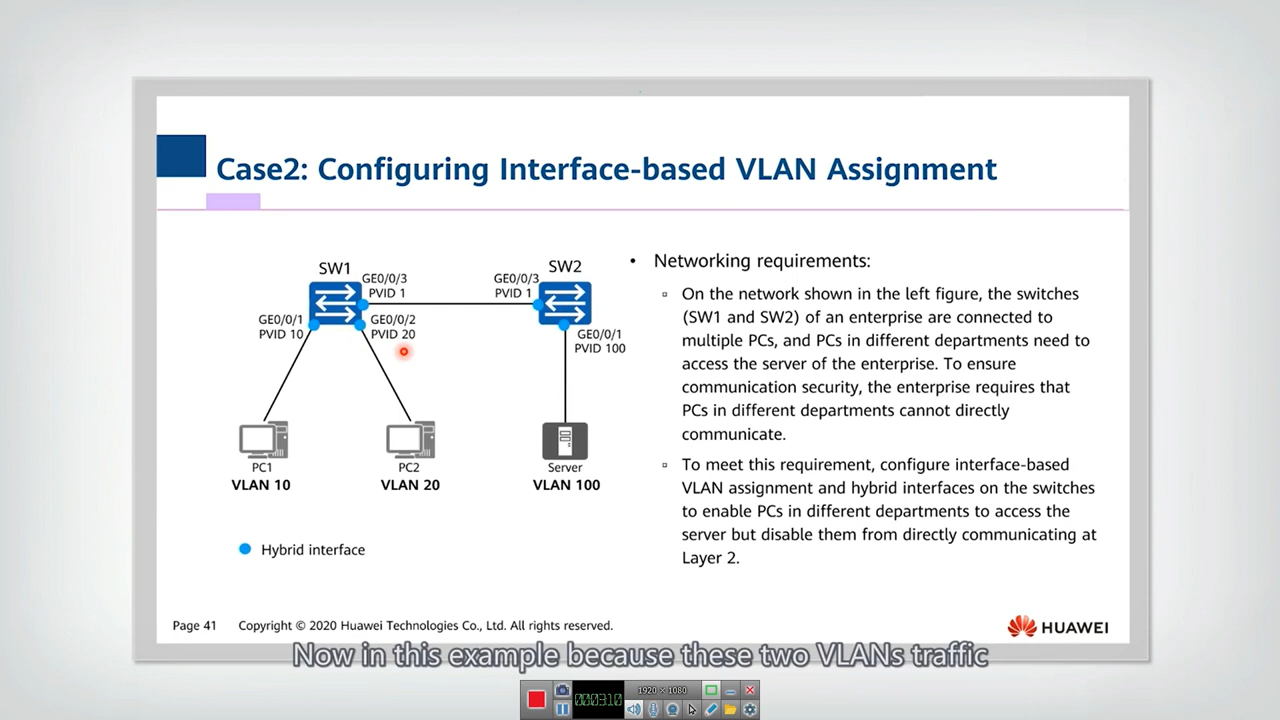 Case2: Configuring Interface-based VLAN Assignment
SW1
GE0/0/3
PVID 1
GE0/0/1
PVID 10
GE0/0/2
PVID 20
GE0/0/3
PVID 1
SW2
GE0/0/1
PVID 100
PC1
VLAN 10
PC2
VLAN 20
Server
VLAN 100
Hybrid interface
• Networking requirements:
▫ On the network shown in the left figure, the switches
(SW1 and SW2) of an enterprise are connected to
multiple PCs, and PCs in different departments need to
access the server of the enterprise. To ensure
communication security, the enterprise requires that
PCs in different departments cannot directly
communicate.
▫ To meet this requirement, configure interface-based
VLAN assignment and hybrid interfaces on the switches
to enable PCs in different departments to access the
server but disable them from directly communicating at
Layer 2.
Page 41
Copyright © 2020 Huawei Technologies Co., Ltd. All rights reserved.
HUAWEI
Now in this example because these two VLANs traffic
1920 × 1080